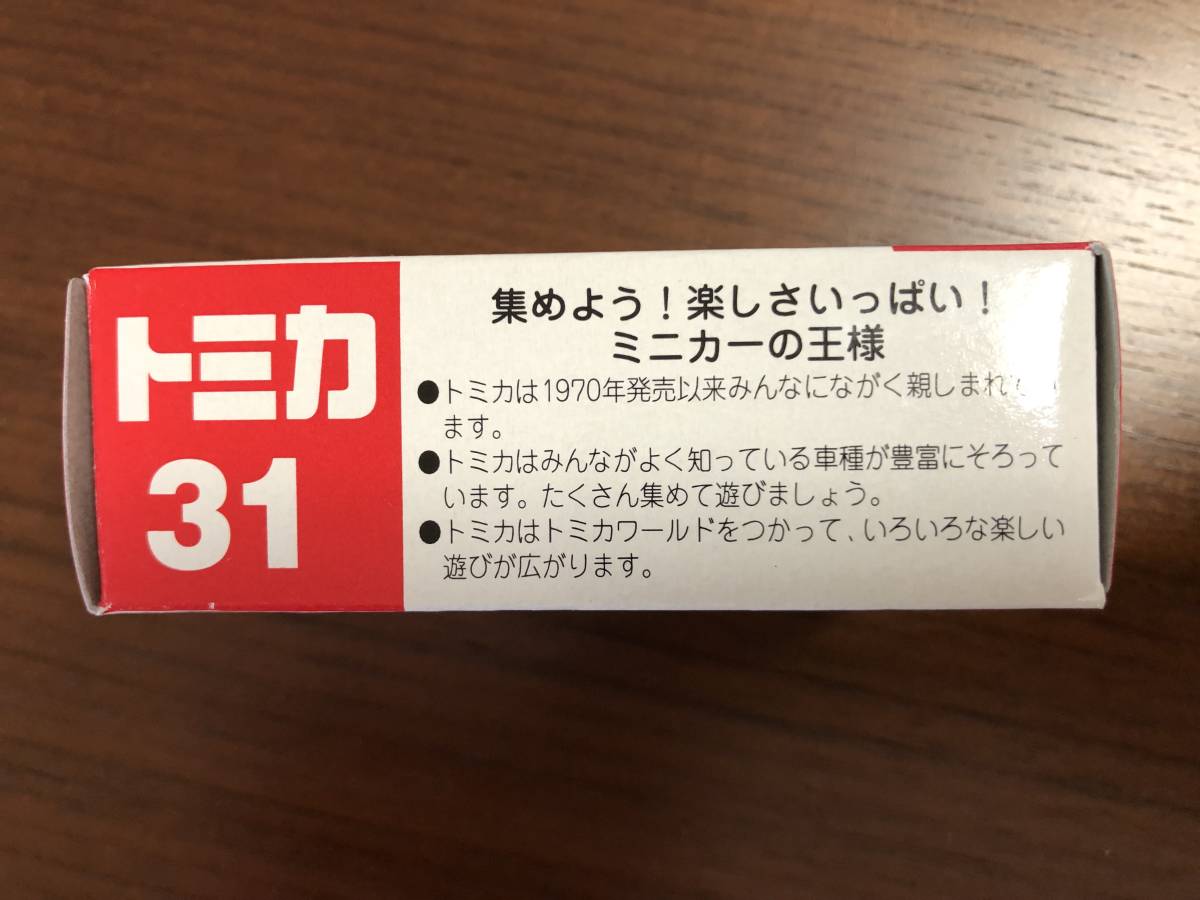 トミカ
31
集めよう！楽しさいっぱい！
ミニカーの王様
●トミカは1970年発売以来みんなにながく親しまれてい
ます。
●トミカはみんながよく知っている車種が豊富にそろって
います。たくさん集めて遊びましょう。
●トミカはトミカワールドをつかって、いろいろな楽しい
遊びが広がります。